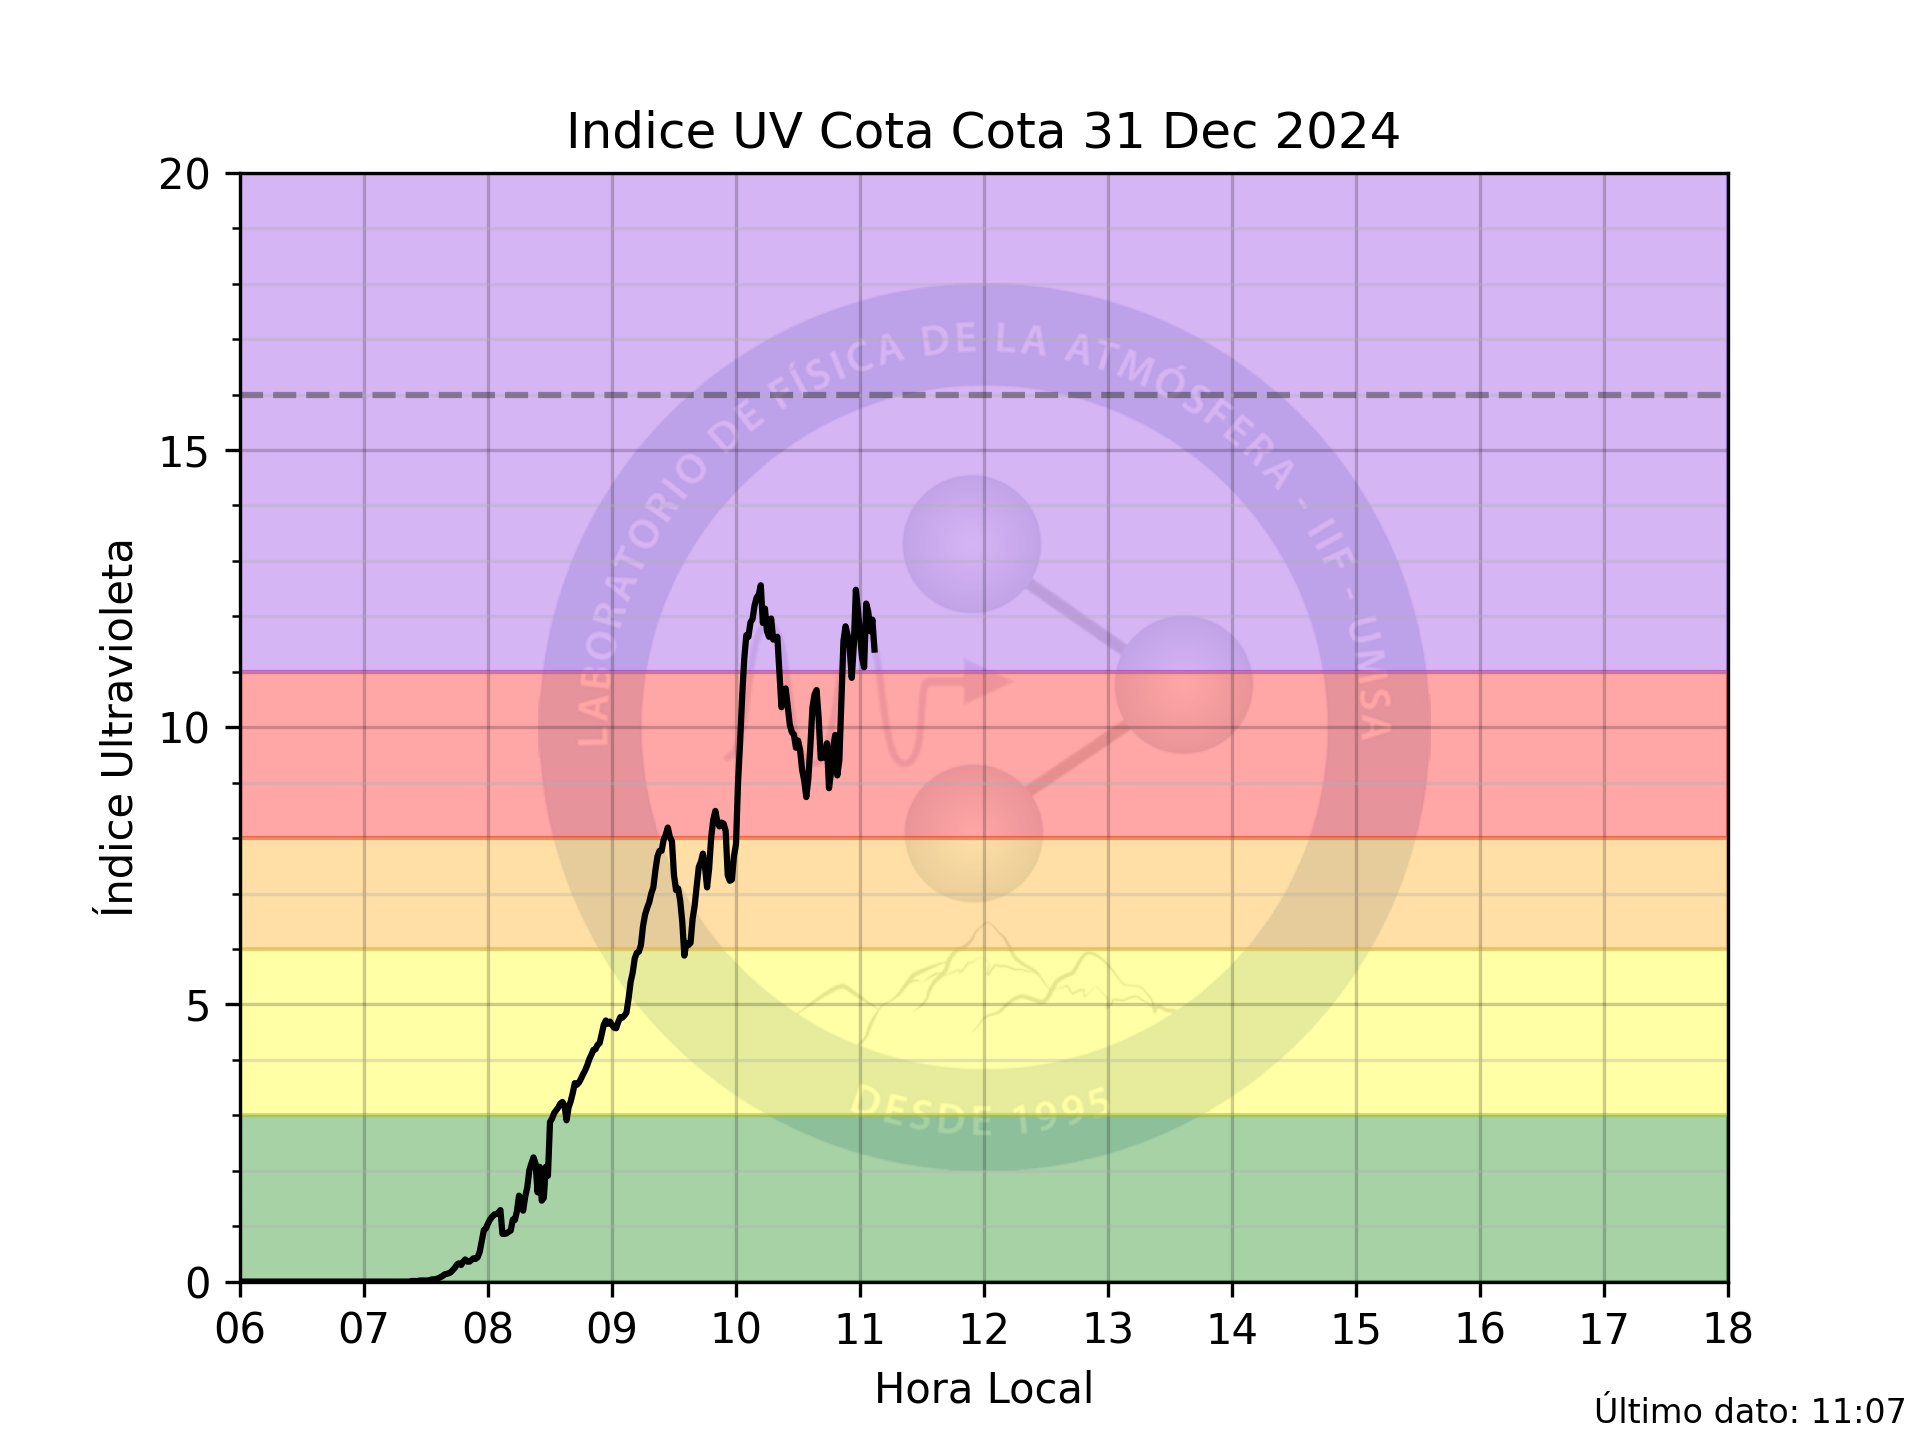 Indice UV Cota Cota 31 Dec 2024
20
15
10
5
0
Índice Ultravioleta
LABORATORIO DE FÍSICA DE LA ATMÓSFERA - IIF - UMSA
DESDE 1995
06 07 08 09 10 11 12 13 14 15 16 17 18
Hora Local
Último dato: 11:07